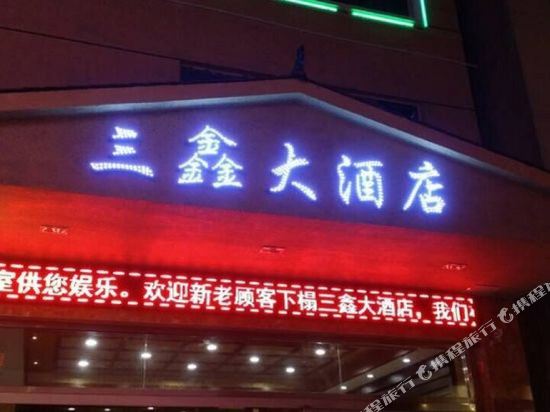 三鑫大酒店
室供您娱乐。欢迎新老顾客下榻三鑫大酒店，我们
携程旅行
携程旅行